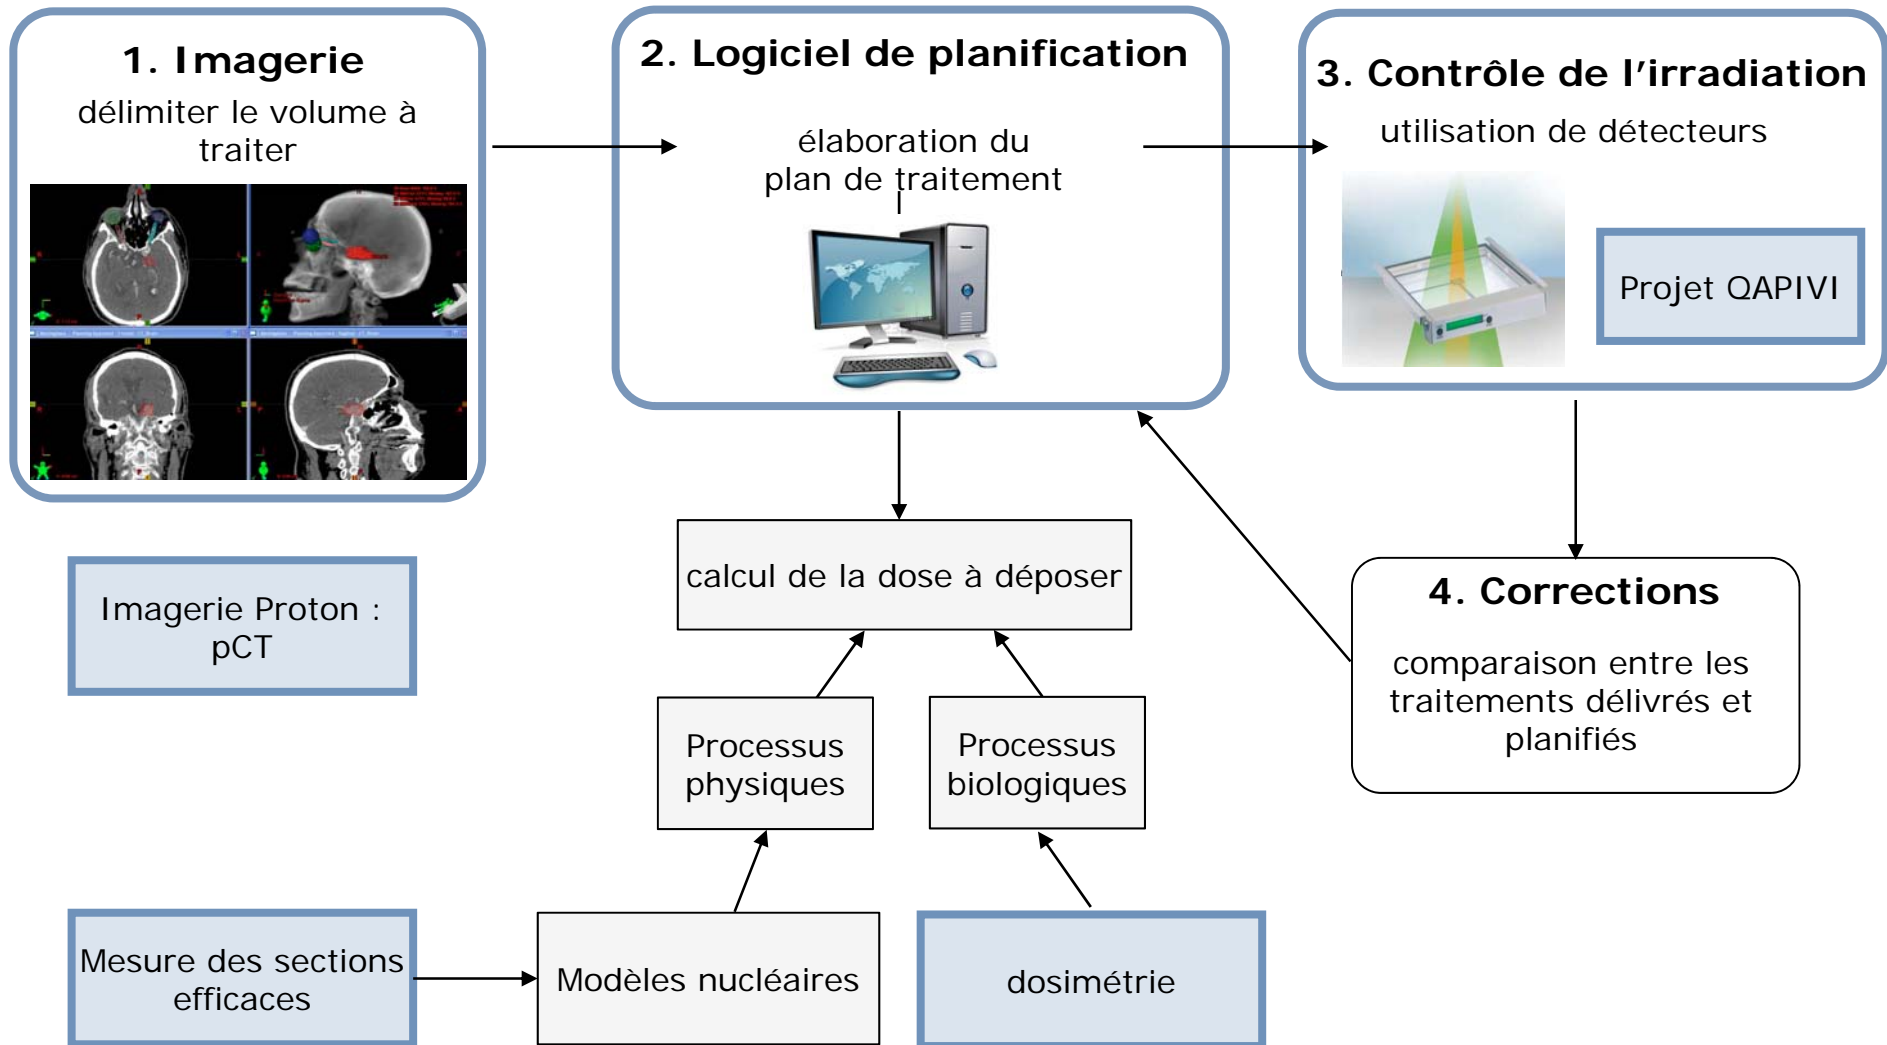 1. Imagerie
délimiter le volume à
traiter
2. Logiciel de planification
élaboration du
plan de traitement
3. Contrôle de l'irradiation
utilisation de détecteurs
Projet QAPIVI
calcul de la dose à déposer
Imagerie Proton :
pCT
4. Corrections
comparaison entre les
traitements délivrés et
planifiés
Processus
physiques
Processus
biologiques
Mesure des sections
efficaces
Modèles nucléaires
dosimétrie